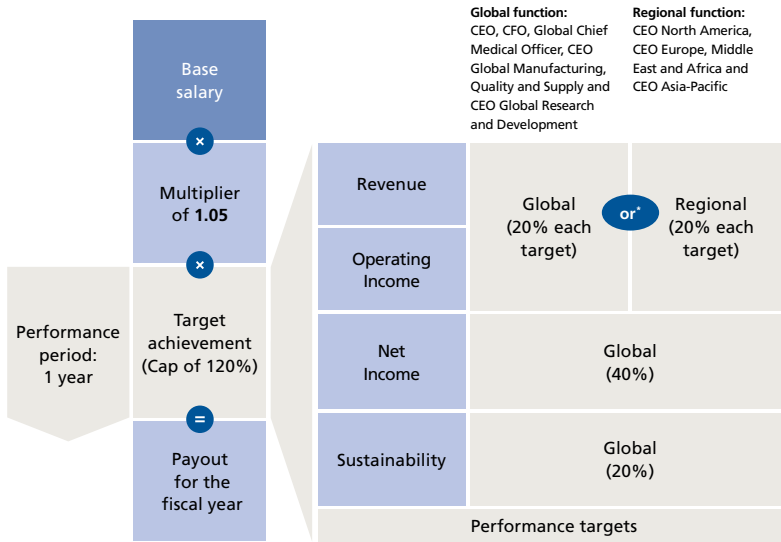 Global function:
CEO, CFO, Global Chief
Medical Officer, CEO
Global Manufacturing,
Quality and Supply and
CEO Global Research
and Development
Regional function:
CEO North America,
CEO Europe, Middle
East and Africa and
CEO Asia-Pacific
Base
salary
×
Multiplier
of 1.05
×
Performance
period:
1 year
Target
achievement
(Cap of 120%)
=
Payout
for the
fiscal year
Revenue
Operating
Income
Global
(20% each
target)
or*
Regional
(20% each
target)
Net
Income
Global
(40%)
Sustainability
Global
(20%)
Performance targets